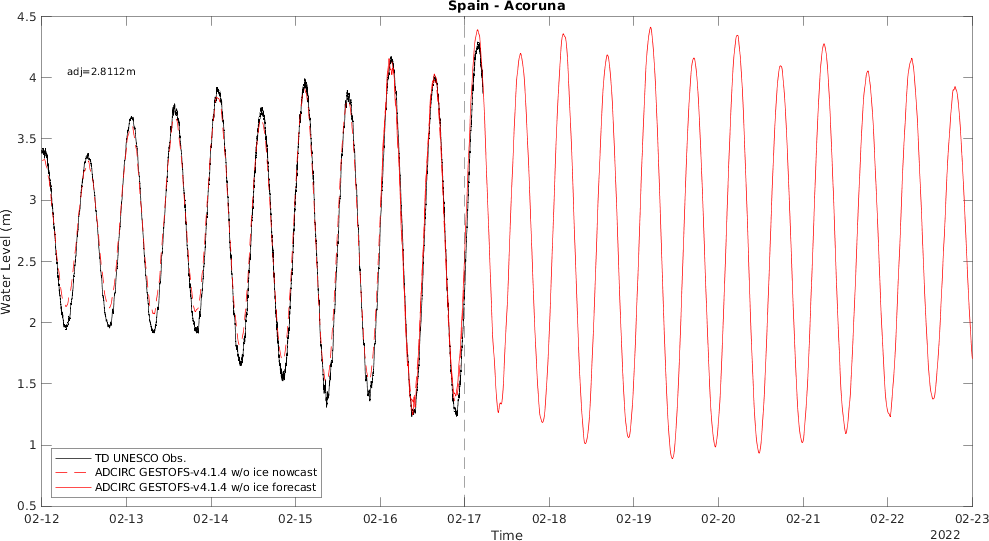 Spain - Acoruna
4.5
adj=2.8112m
4
3.5
3
2.5
2
1.5
1
0.5
Water Level (m)
TD UNESCO Obs.
ADCIRC GESTOFS-v4.1.4 w/o ice nowcast
ADCIRC GESTOFS-v4.1.4 w/o ice forecast
02-12 02-13 02-14 02-15 02-16 02-17 02-18 02-19 02-20 02-21 02-22 02-23
Time
2022